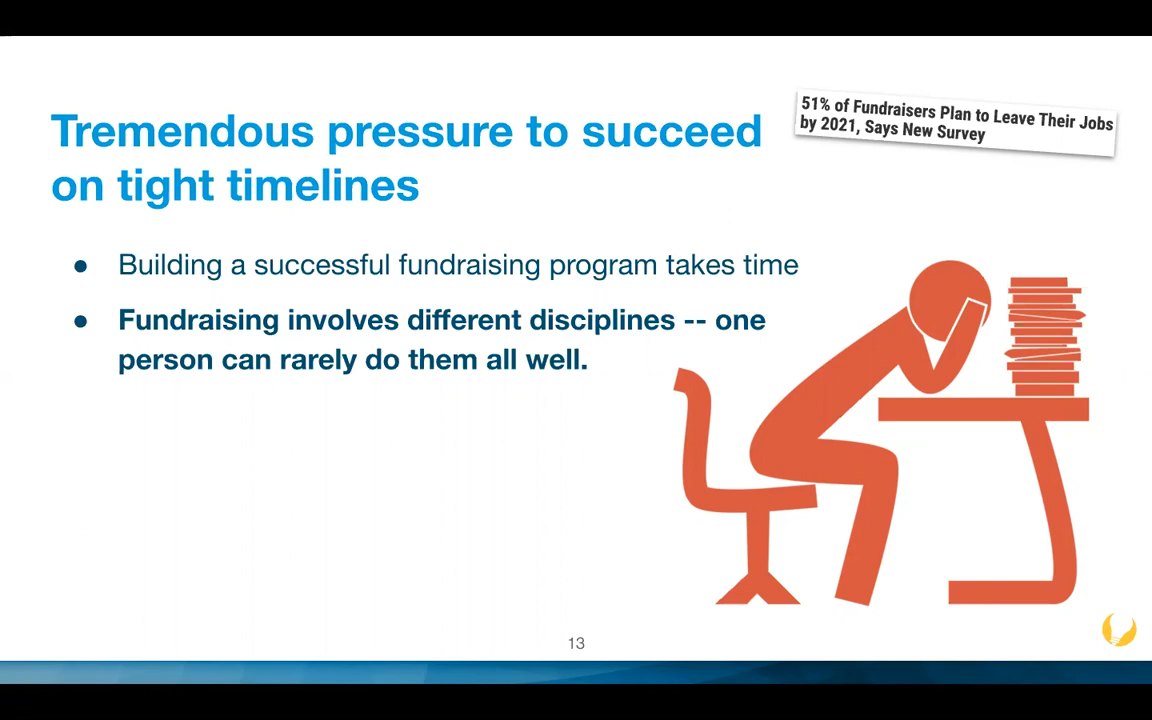 Tremendous pressure to succeed
on tight timelines
51% of Fundraisers Plan to Leave Their Jobs
by 2021, Says New Survey
● Building a successful fundraising program takes time
● Fundraising involves different disciplines -- one
person can rarely do them all well.
13